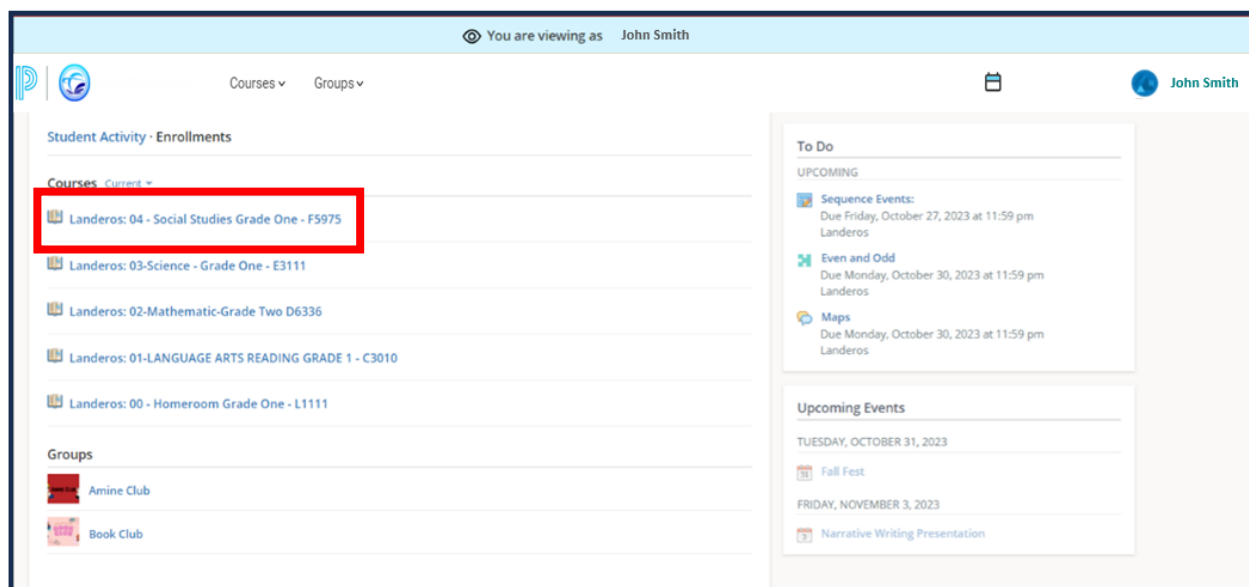 You are viewing as John Smith
Courses Groups John Smith
Student Activity · Enrollments
Courses Current
Landeros: 04 - Social Studies Grade One - F5975
Landeros: 03-Science - Grade One - E3111
Landeros: 02-Mathematic-Grade Two D6336
Landeros: 01-LANGUAGE ARTS READING GRADE 1 - C3010
Landeros: 00 - Homeroom Grade One - L1111
Groups
Amine Club
Book Club
To Do
UPCOMING
Sequence Events:
Due Friday, October 27, 2023 at 11:59 pm
Landeros
Even and Odd
Due Monday, October 30, 2023 at 11:59 pm
Landeros
Maps
Due Monday, October 30, 2023 at 11:59 pm
Landeros
Upcoming Events
TUESDAY, OCTOBER 31, 2023
31 Fall Fest
FRIDAY, NOVEMBER 3, 2023
3 Narrative Writing Presentation